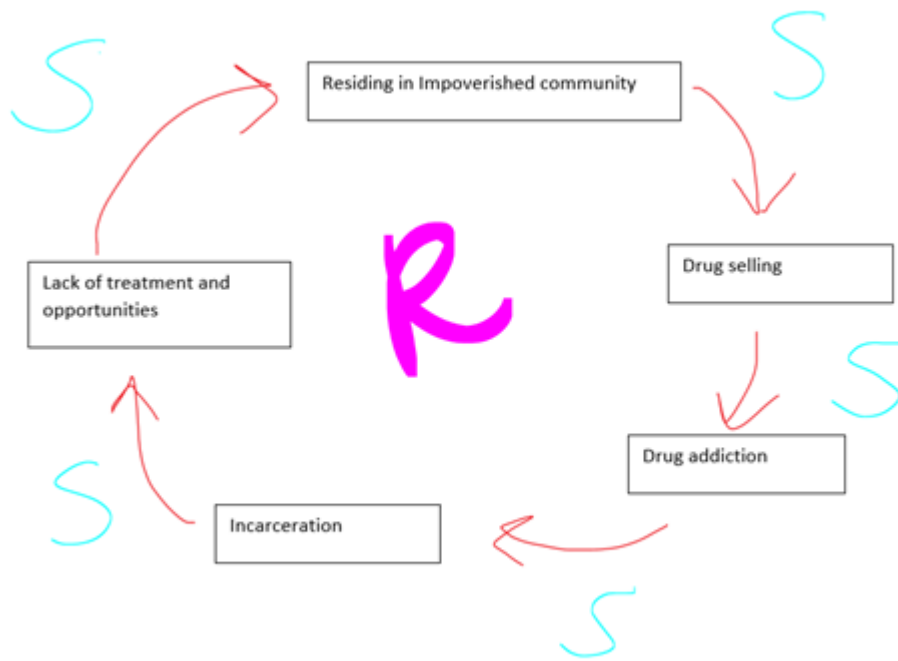 S
S
Residing in Impoverished community
Drug selling
R
Lack of treatment and
opportunities
S
Drug addiction
S
Incarceration
S